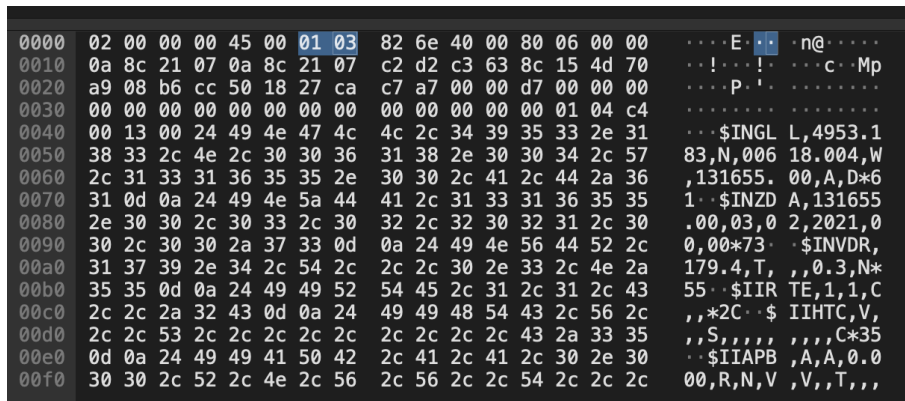 0000 02 00 00 00 45 00 01 03 82 6e 40 00 80 06 00 00 ····E··· ·n@·····
0010 0a 8c 21 07 0a 8c 21 07 c2 d2 c3 63 8c 15 4d 70 ··!···!· ···c··Mp
0020 a9 08 b6 cc 50 18 27 ca c7 a7 00 00 d7 00 00 00 ····P·'· ········
0030 00 00 00 00 00 00 00 00 00 00 00 00 00 01 04 c4 ········ ········
0040 00 13 00 24 49 4e 47 4c 4c 2c 34 39 35 33 2e 31 ···$INGL L,4953.1
0050 38 33 2c 4e 2c 30 30 36 31 38 2e 30 30 34 2c 57 83,N,006 18.004,W
0060 2c 31 33 31 36 35 35 2e 30 30 2c 41 2c 44 2a 36 ,131655. 00,A,D*6
0070 31 0d 0a 24 49 4e 5a 44 41 2c 31 33 31 36 35 35 1··$INZD A,131655
0080 2e 30 30 2c 30 33 2c 30 32 2c 32 30 32 31 2c 30 .00,03,0 2,2021,0
0090 30 2c 30 30 2a 37 33 0d 0a 24 49 4e 56 44 52 2c 0,00*73· ·$INVDR,
00a0 31 37 39 2e 34 2c 54 2c 2c 2c 30 2e 33 2c 4e 2a 179.4,T, ,,0.3,N*
00b0 35 35 0d 0a 24 49 49 52 54 45 2c 31 2c 31 2c 43 55··$IIR TE,1,1,C
00c0 2c 2c 2a 32 43 0d 0a 24 49 49 48 54 43 2c 56 2c ,,*2C··$ IIHTC,V,
00d0 2c 2c 53 2c 2c 2c 2c 2c 2c 2c 2c 2c 43 2a 33 35 ,,S,,,,, ,,,,C*35
00e0 0d 0a 24 49 49 41 50 42 2c 41 2c 41 2c 30 2e 30 ··$IIAPB ,A,A,0.0
00f0 30 30 2c 52 2c 4e 2c 56 2c 56 2c 2c 54 2c 2c 2c 00,R,N,V ,V,,T,,,